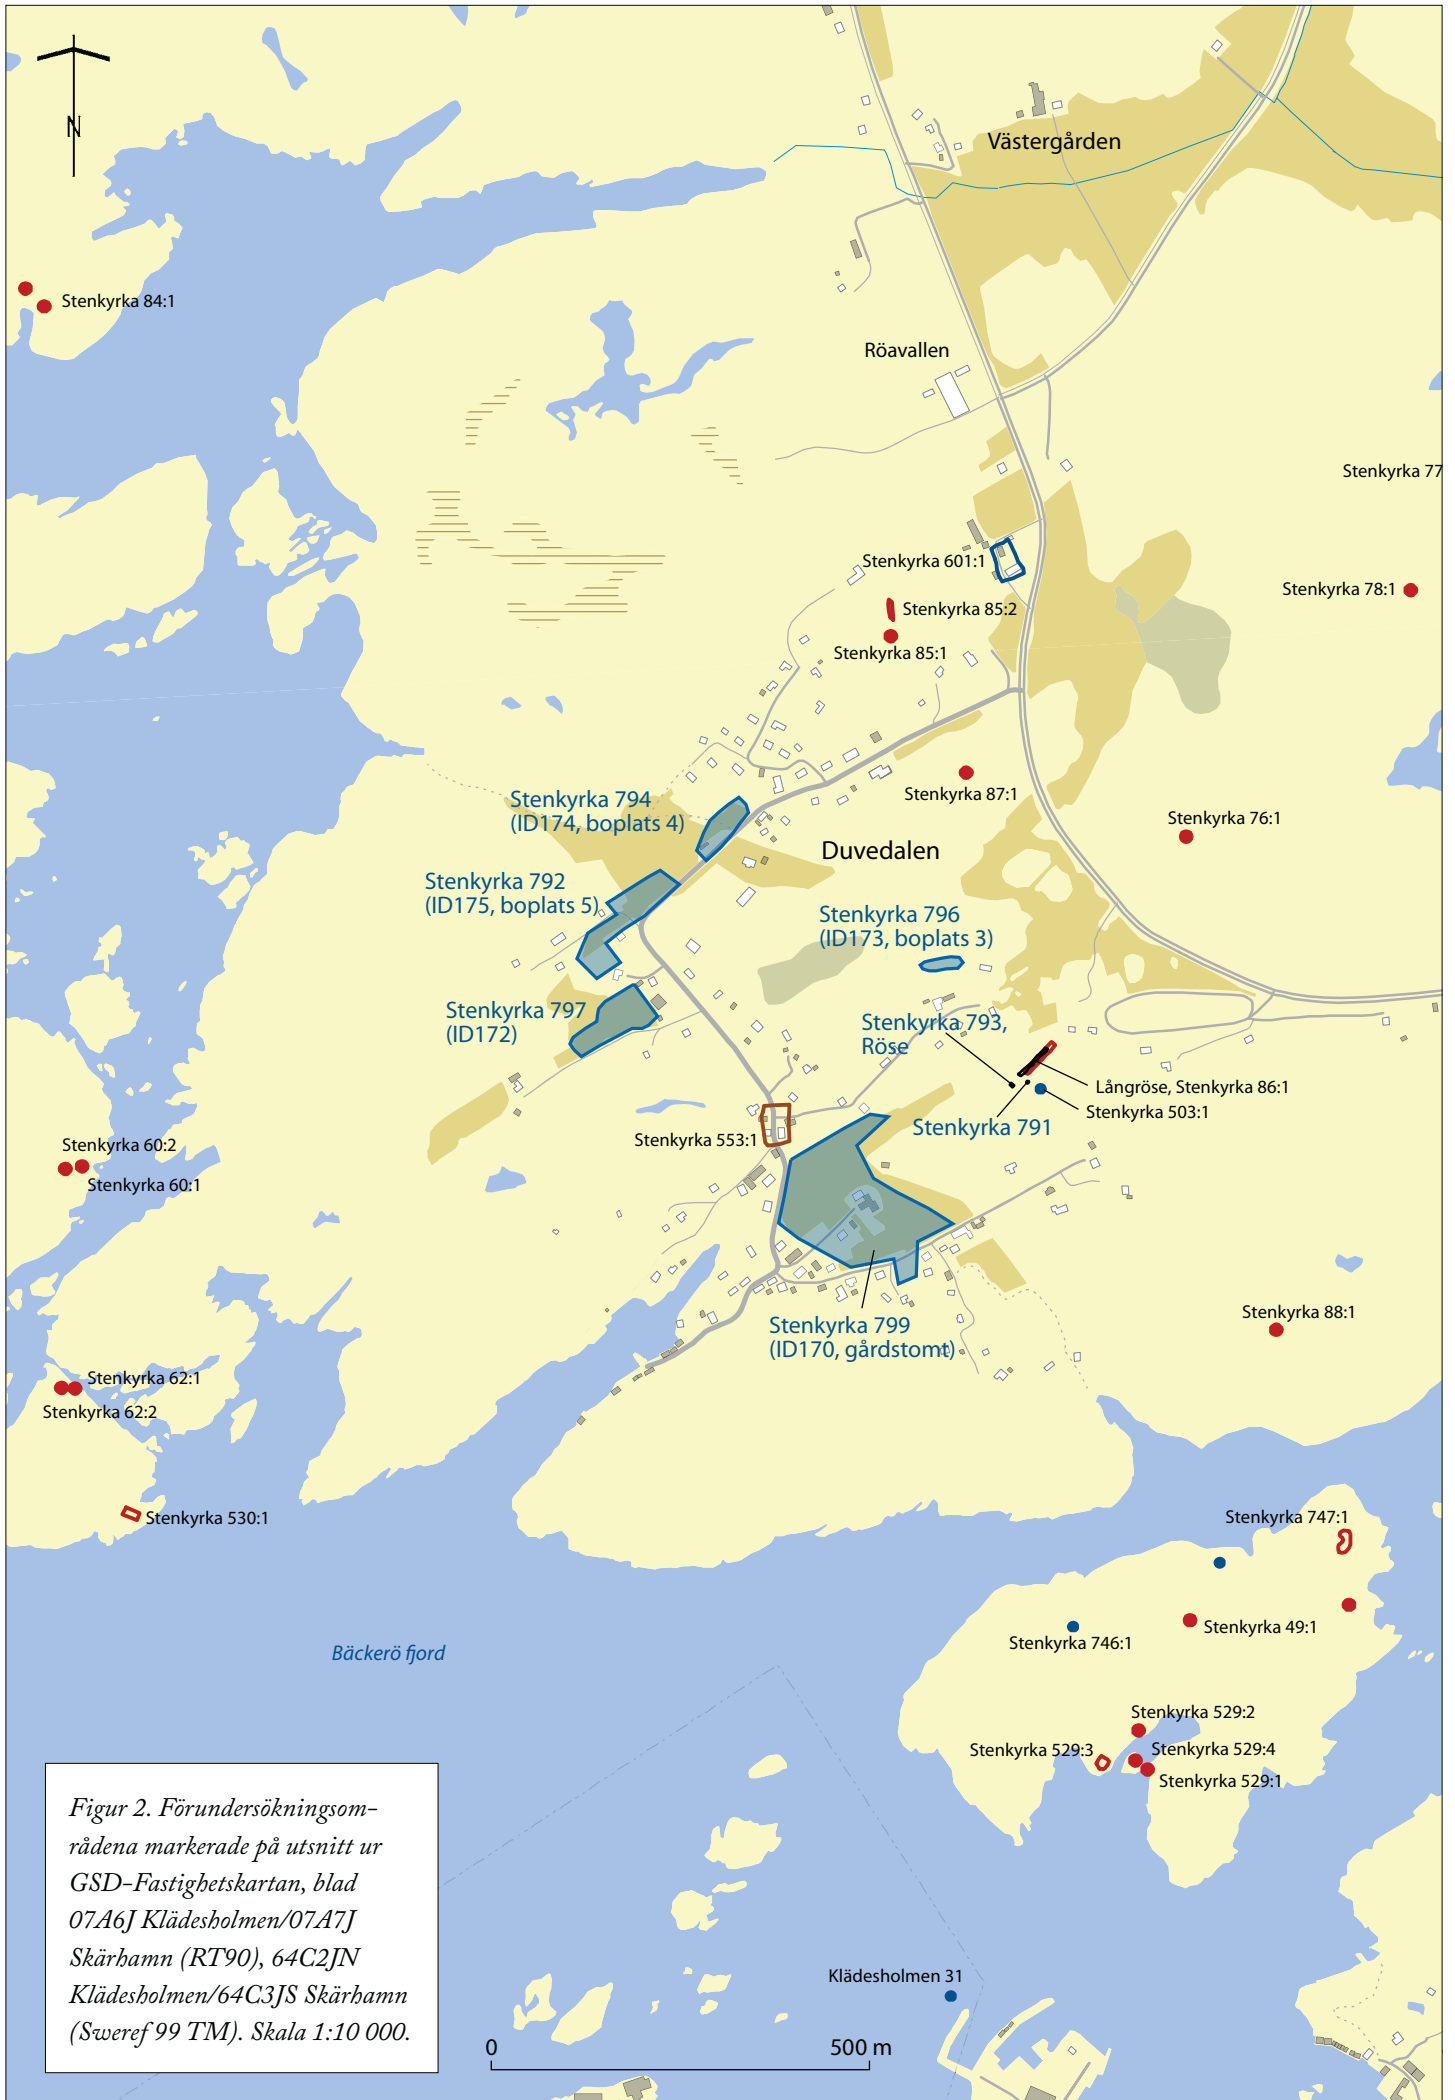 N
Västergården
Stenkyrka 84:1
Röavallen
Stenkyrka 77
Stenkyrka 601:1
Stenkyrka 78:1
Stenkyrka 85:2
Stenkyrka 85:1
Stenkyrka 87:1
Stenkyrka 794
(ID174, boplats 4)
Stenkyrka 76:1
Duvedalen
Stenkyrka 792
(ID175, boplats 5)
Stenkyrka 796
(ID173, boplats 3)
Stenkyrka 797
(ID172)
Stenkyrka 793,
Röse
Långröse, Stenkyrka 86:1
Stenkyrka 503:1
Stenkyrka 791
Stenkyrka 553:1
Stenkyrka 60:2
Stenkyrka 60:1
Stenkyrka 799
(ID170, gårdstomt)
Stenkyrka 88:1
Stenkyrka 62:1
Stenkyrka 62:2
Stenkyrka 530:1
Stenkyrka 747:1
Stenkyrka 49:1
Stenkyrka 746:1
Bäckerö fjord
Stenkyrka 529:2
Stenkyrka 529:3
Stenkyrka 529:4
Stenkyrka 529:1
Figur 2. Förundersökningsom-
rådena markerade på utsnitt ur
GSD-Fastighetskartan, blad
07A6J Klädesholmen/07A7J
Skärhamn (RT90), 64C2JN
Klädesholmen/64C3JS Skärhamn
(Sweref 99 TM). Skala 1:10 000.
Klädesholmen 31
0
500 m